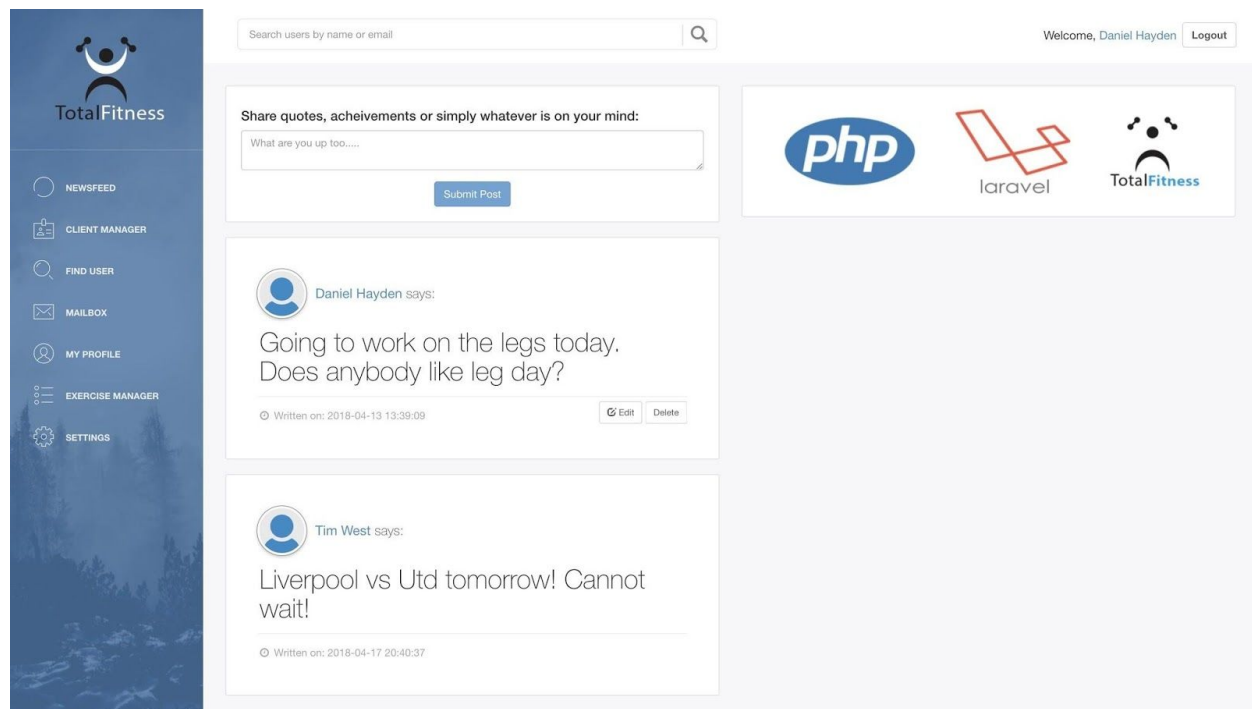 TotalFitness
NEWSFEED
CLIENT MANAGER
FIND USER
MAILBOX
MY PROFILE
EXERCISE MANAGER
SETTINGS
Search users by name or email
Welcome, Daniel Hayden Logout
Share quotes, acheivements or simply whatever is on your mind:
What are you up too.....
Submit Post
Daniel Hayden says:
Going to work on the legs today.
Does anybody like leg day?
Written on: 2018-04-13 13:39:09 Edit Delete
Tim West says:
Liverpool vs Utd tomorrow! Cannot
wait!
Written on: 2018-04-17 20:40:37
php
laravel
TotalFitness